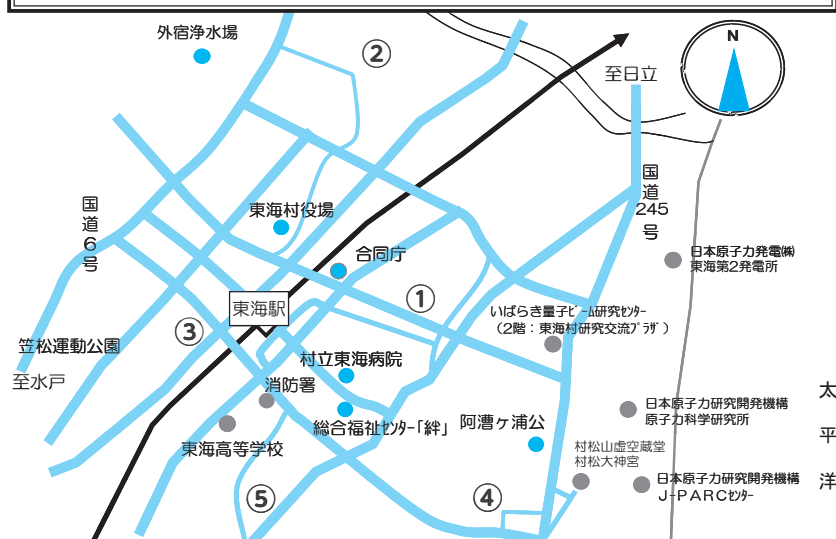 外宿浄水場
②
N
至日立
国道6号
東海村役場
国道245号
合同庁
日本原子力発電㈱
東海第2発電所
東海駅
①
③
いばらき量子ﾋﾞｰﾑ研究ｾﾝﾀｰ
（2階：東海村研究交流ﾌﾟﾗｻﾞ）
笠松運動公園
至水戸
村立東海病院
消防署
総合福祉ｾﾝﾀｰ「絆」
阿漕ヶ浦公
東海高等学校
日本原子力研究開発機構
原子力科学研究所
太平洋
村松山虚空蔵堂
村松大神宮
日本原子力研究開発機構
J-PARCｾﾝﾀｰ
⑤
④